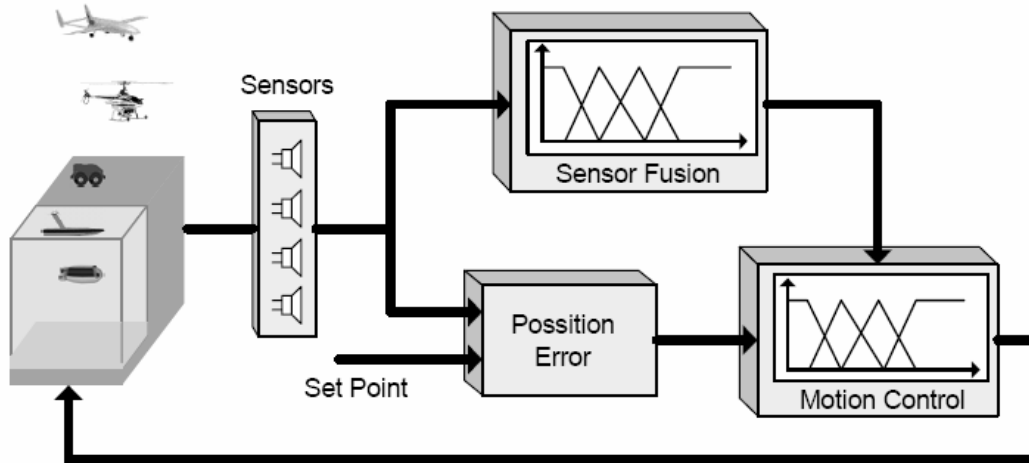 Sensors
Sensor Fusion
Possition
Error
Set Point
Motion Control